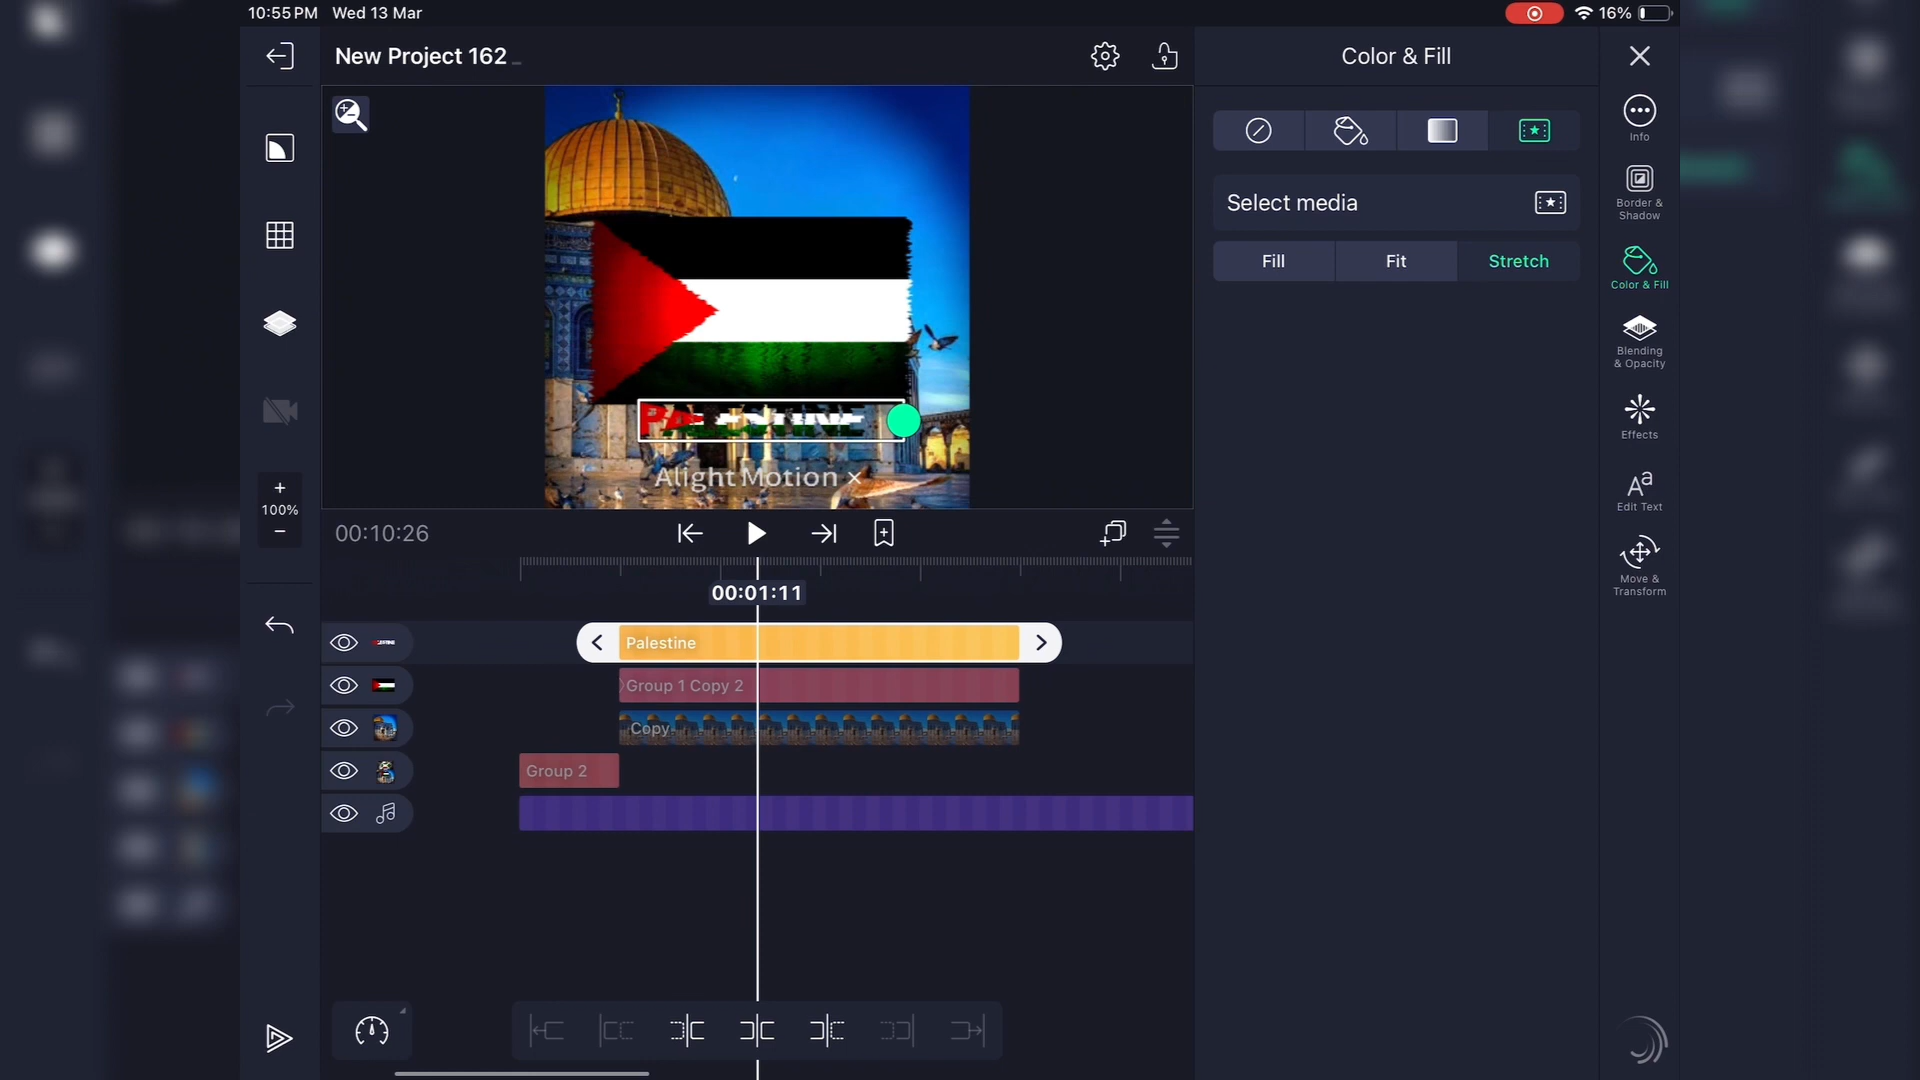 10:55 PM Wed 13 Mar
16%
New Project 162
Color & Fill
Info
Select media
Border &
Shadow
Fill
Fit
Stretch
Color & Fill
Blending
& Opacity
PALESTINE
Effects
Alight Motion ×
+
100%
−
Edit Text
00:10:26
Move &
Transform
00:01:11
Palestine
Group 1 Copy 2
Copy
Group 2